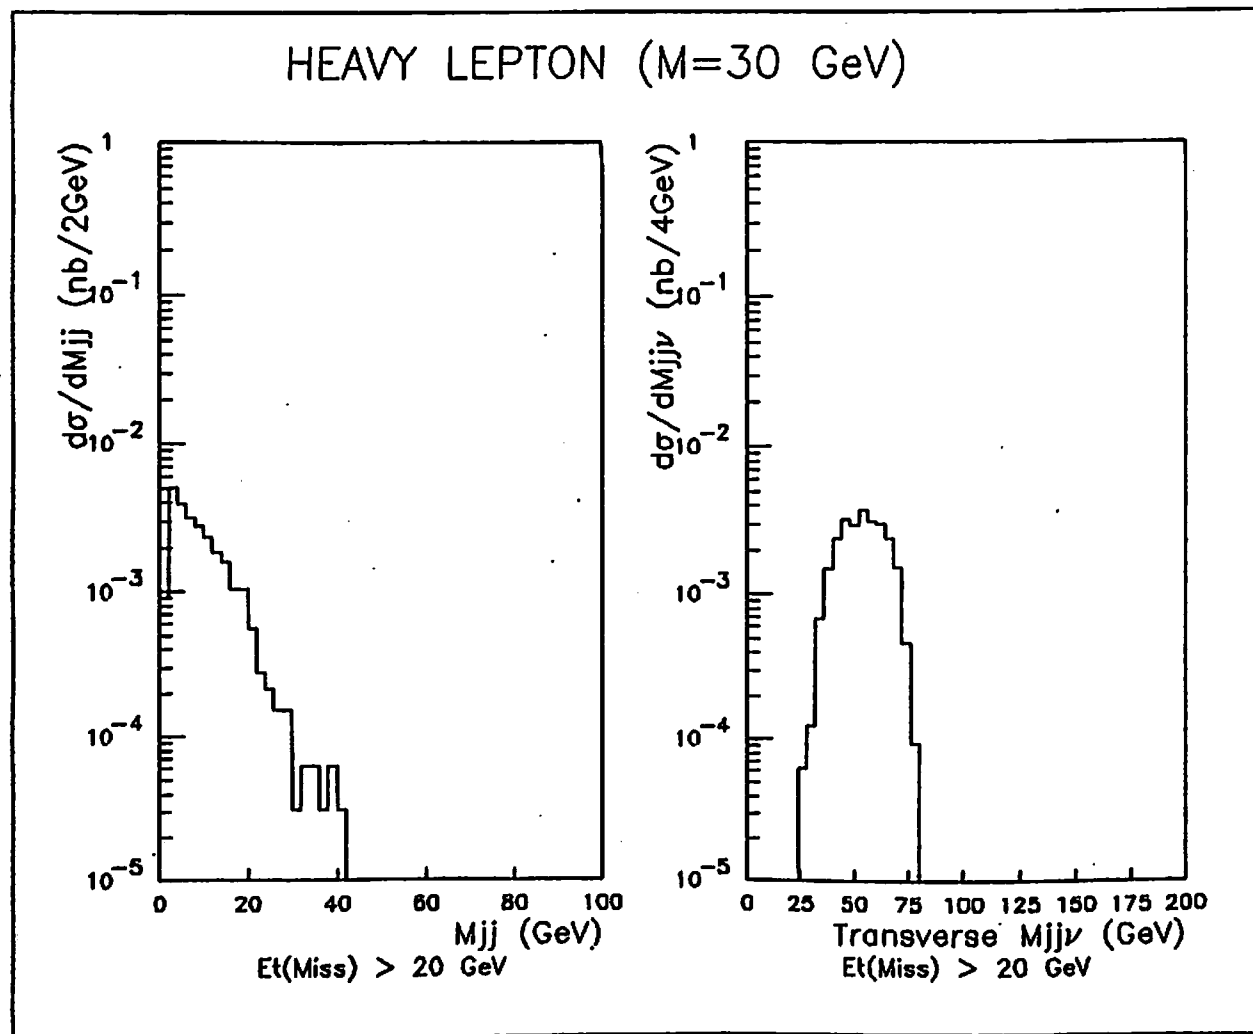 HEAVY LEPTON (M=30 GeV)
dσ/dMjj (nb/2GeV)
1
10⁻¹
10⁻²
10⁻³
10⁻⁴
10⁻⁵
0 20 40 60 80 100
Mjj (GeV)
Et(Miss) > 20 GeV
dσ/dMjjν (nb/4GeV)
1
10⁻¹
10⁻²
10⁻³
10⁻⁴
10⁻⁵
0 25 50 75 100 125 150 175 200
Transverse Mjjν (GeV)
Et(Miss) > 20 GeV